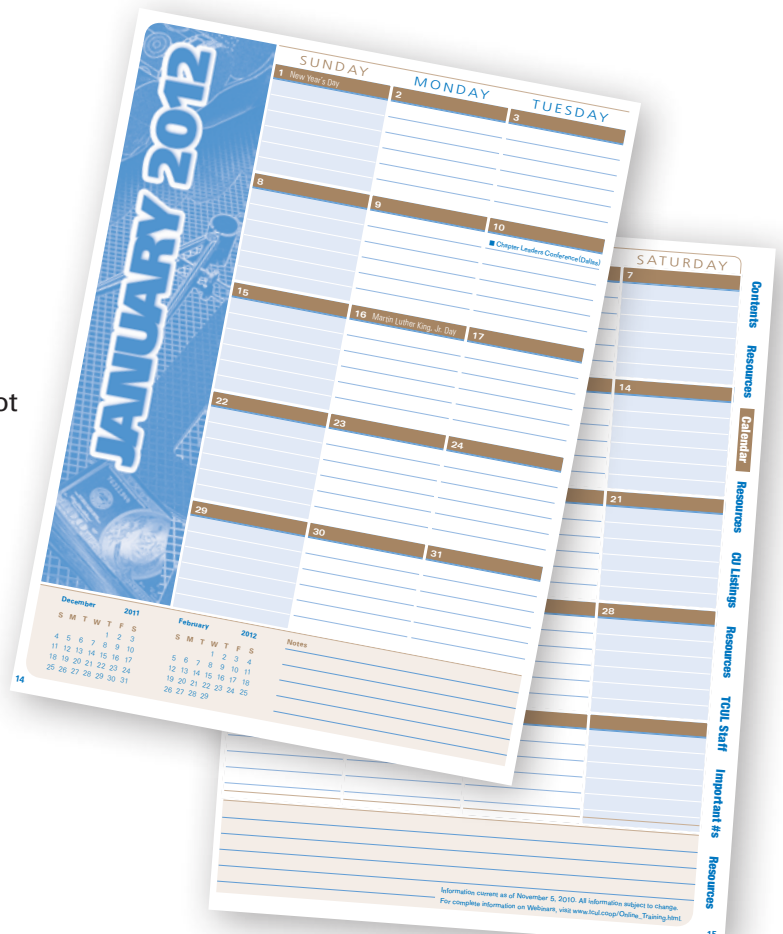 ot
JANUARY 2012
SUNDAY MONDAY TUESDAY
1 New Year's Day 2 3
8 9 10
■ Chapter Leaders Conference (Dallas)
15 16 Martin Luther King, Jr. Day 17
22 23 24
29 30 31
December 2011
S M T W T F S
1 2 3
4 5 6 7 8 9 10
11 12 13 14 15 16 17
18 19 20 21 22 23 24
25 26 27 28 29 30 31
February 2012
S M T W T F S
1 2 3 4
5 6 7 8 9 10 11
12 13 14 15 16 17 18
19 20 21 22 23 24 25
26 27 28 29
Notes
14
SATURDAY
7
14
21
28
Contents
Resources
Calendar
Resources
CU Listings
Resources
TCUL Staff
Important #s
Resources
Information current as of November 5, 2010. All information subject to change.
For complete information on Webinars, visit www.tcul.coop/Online_Training.html.
15